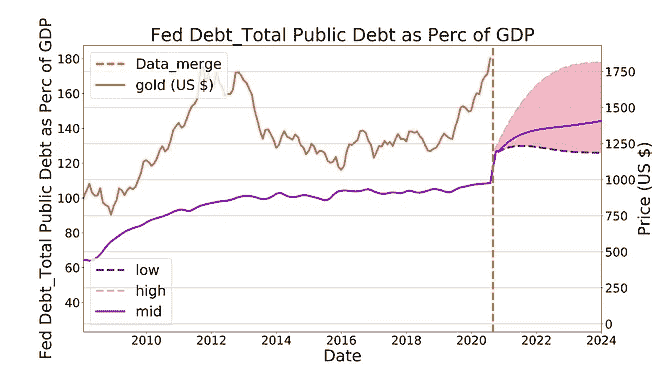 Fed Debt_Total Public Debt as Perc of GDP
Fed Debt_Total Public Debt as Perc of GDP
180
160
140
120
100
80
60
40
Data_merge
gold (US $)
low
high
mid
1750
1500
1250
1000
750
500
250
0
Price (US $)
2010
2012
2014
2016
2018
2020
2022
2024
Date